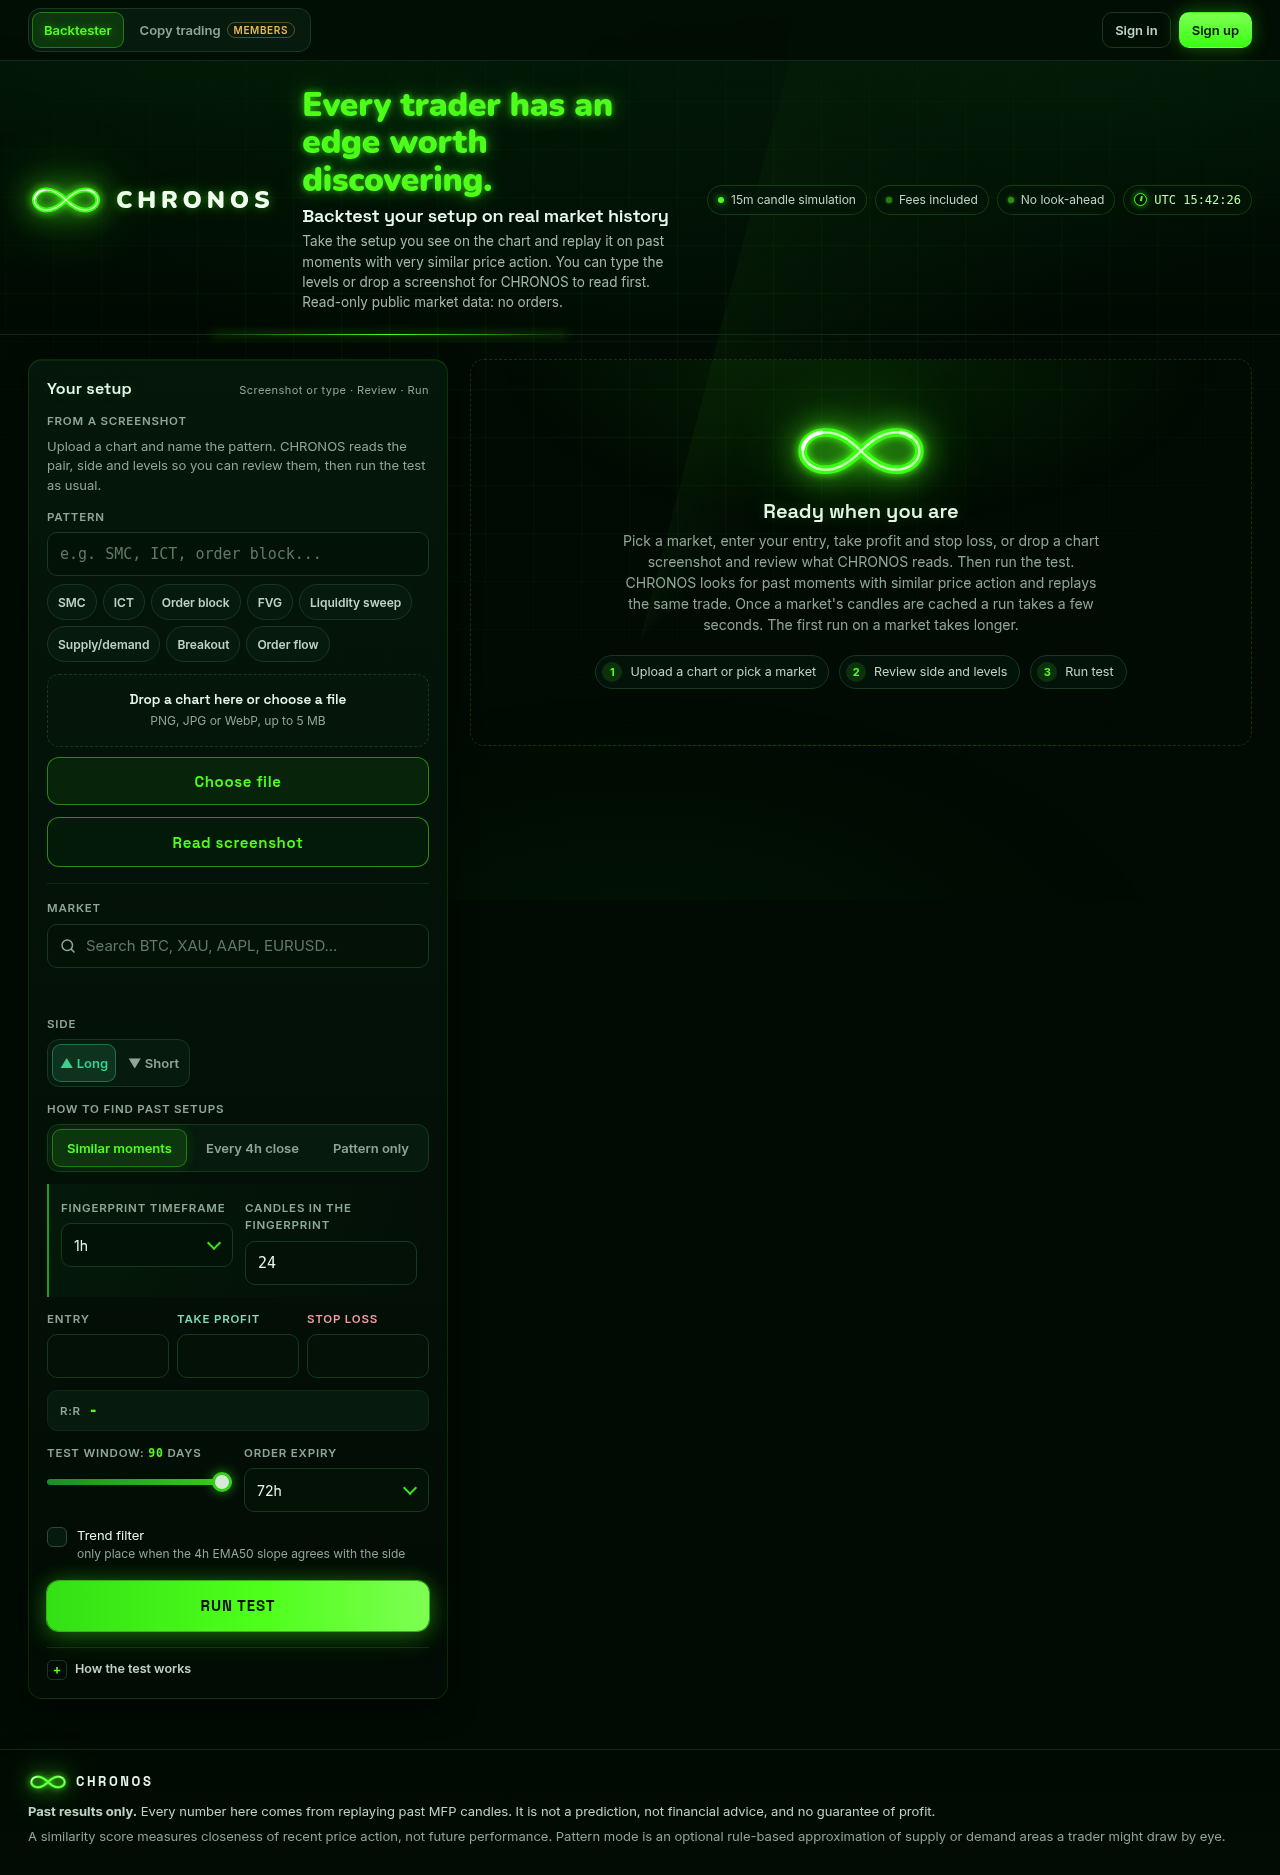 Backtester
Copy trading MEMBERS
Sign in
Sign up
CHRONOS
Every trader has an
edge worth
discovering.
Backtest your setup on real market history
Take the setup you see on the chart and replay it on past
moments with very similar price action. You can type the
levels or drop a screenshot for CHRONOS to read first.
Read-only public market data: no orders.
15m candle simulation
Fees included
No look-ahead
UTC 15:42:26
Your setup
Screenshot or type · Review · Run
FROM A SCREENSHOT
Upload a chart and name the pattern. CHRONOS reads the
pair, side and levels so you can review them, then run the test
as usual.
PATTERN
e.g. SMC, ICT, order block...
SMC
ICT
Order block
FVG
Liquidity sweep
Supply/demand
Breakout
Order flow
Drop a chart here or choose a file
PNG, JPG or WebP, up to 5 MB
Choose file
Read screenshot
MARKET
Search BTC, XAU, AAPL, EURUSD...
SIDE
▲ Long
▼ Short
HOW TO FIND PAST SETUPS
Similar moments
Every 4h close
Pattern only
FINGERPRINT TIMEFRAME
1h
CANDLES IN THE
FINGERPRINT
24
ENTRY
TAKE PROFIT
STOP LOSS
R:R -
TEST WINDOW: 90 DAYS
ORDER EXPIRY
72h
Trend filter
only place when the 4h EMA50 slope agrees with the side
RUN TEST
+ How the test works
Ready when you are
Pick a market, enter your entry, take profit and stop loss, or drop a chart
screenshot and review what CHRONOS reads. Then run the test.
CHRONOS looks for past moments with similar price action and replays
the same trade. Once a market's candles are cached a run takes a few
seconds. The first run on a market takes longer.
1 Upload a chart or pick a market
2 Review side and levels
3 Run test
CHRONOS
Past results only. Every number here comes from replaying past MFP candles. It is not a prediction, not financial advice, and no guarantee of profit.
A similarity score measures closeness of recent price action, not future performance. Pattern mode is an optional rule-based approximation of supply or demand areas a trader might draw by eye.